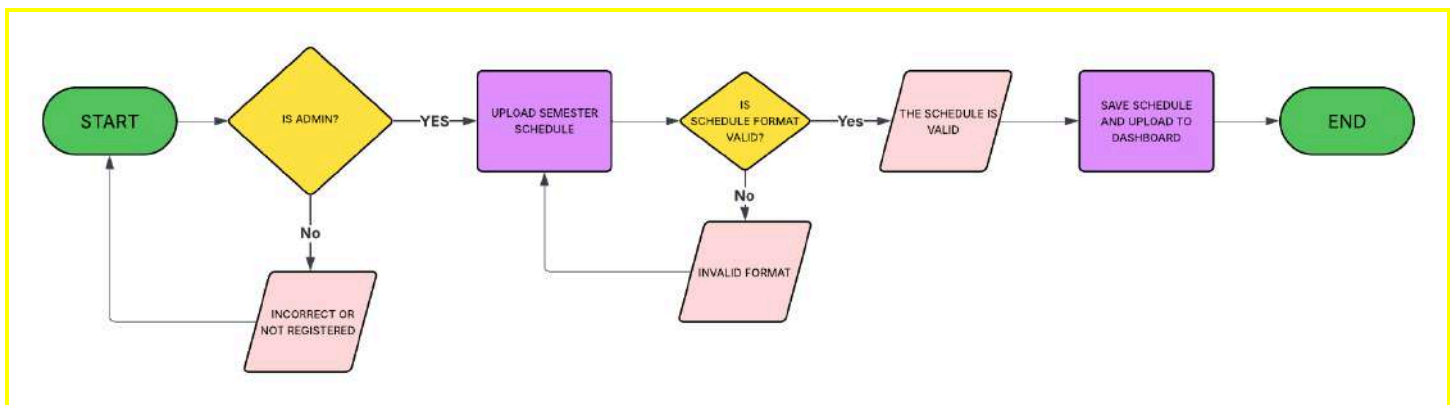 START
IS ADMIN?
YES
UPLOAD SEMESTER
SCHEDULE
IS
SCHEDULE FORMAT
VALID?
Yes
THE SCHEDULE IS
VALID
SAVE SCHEDULE
AND UPLOAD TO
DASHBOARD
END
No
INCORRECT OR
NOT REGISTERED
No
INVALID FORMAT